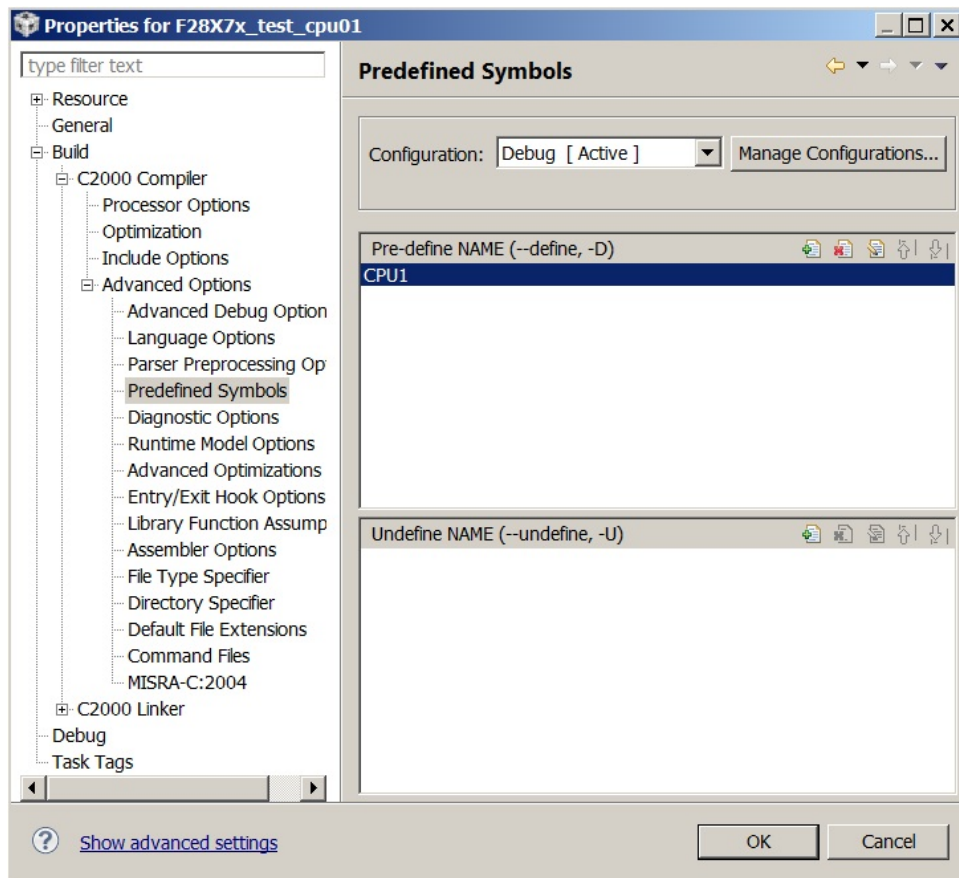 Properties for F28X7x_test_cpu01
type filter text
Resource
General
Build
C2000 Compiler
Processor Options
Optimization
Include Options
Advanced Options
Advanced Debug Option
Language Options
Parser Preprocessing Op
Predefined Symbols
Diagnostic Options
Runtime Model Options
Advanced Optimizations
Entry/Exit Hook Options
Library Function Assump
Assembler Options
File Type Specifier
Directory Specifier
Default File Extensions
Command Files
MISRA-C:2004
C2000 Linker
Debug
Task Tags
Predefined Symbols
Configuration: Debug [ Active ] Manage Configurations...
Pre-define NAME (--define, -D)
CPU1
Undefine NAME (--undefine, -U)
? Show advanced settings
OK Cancel